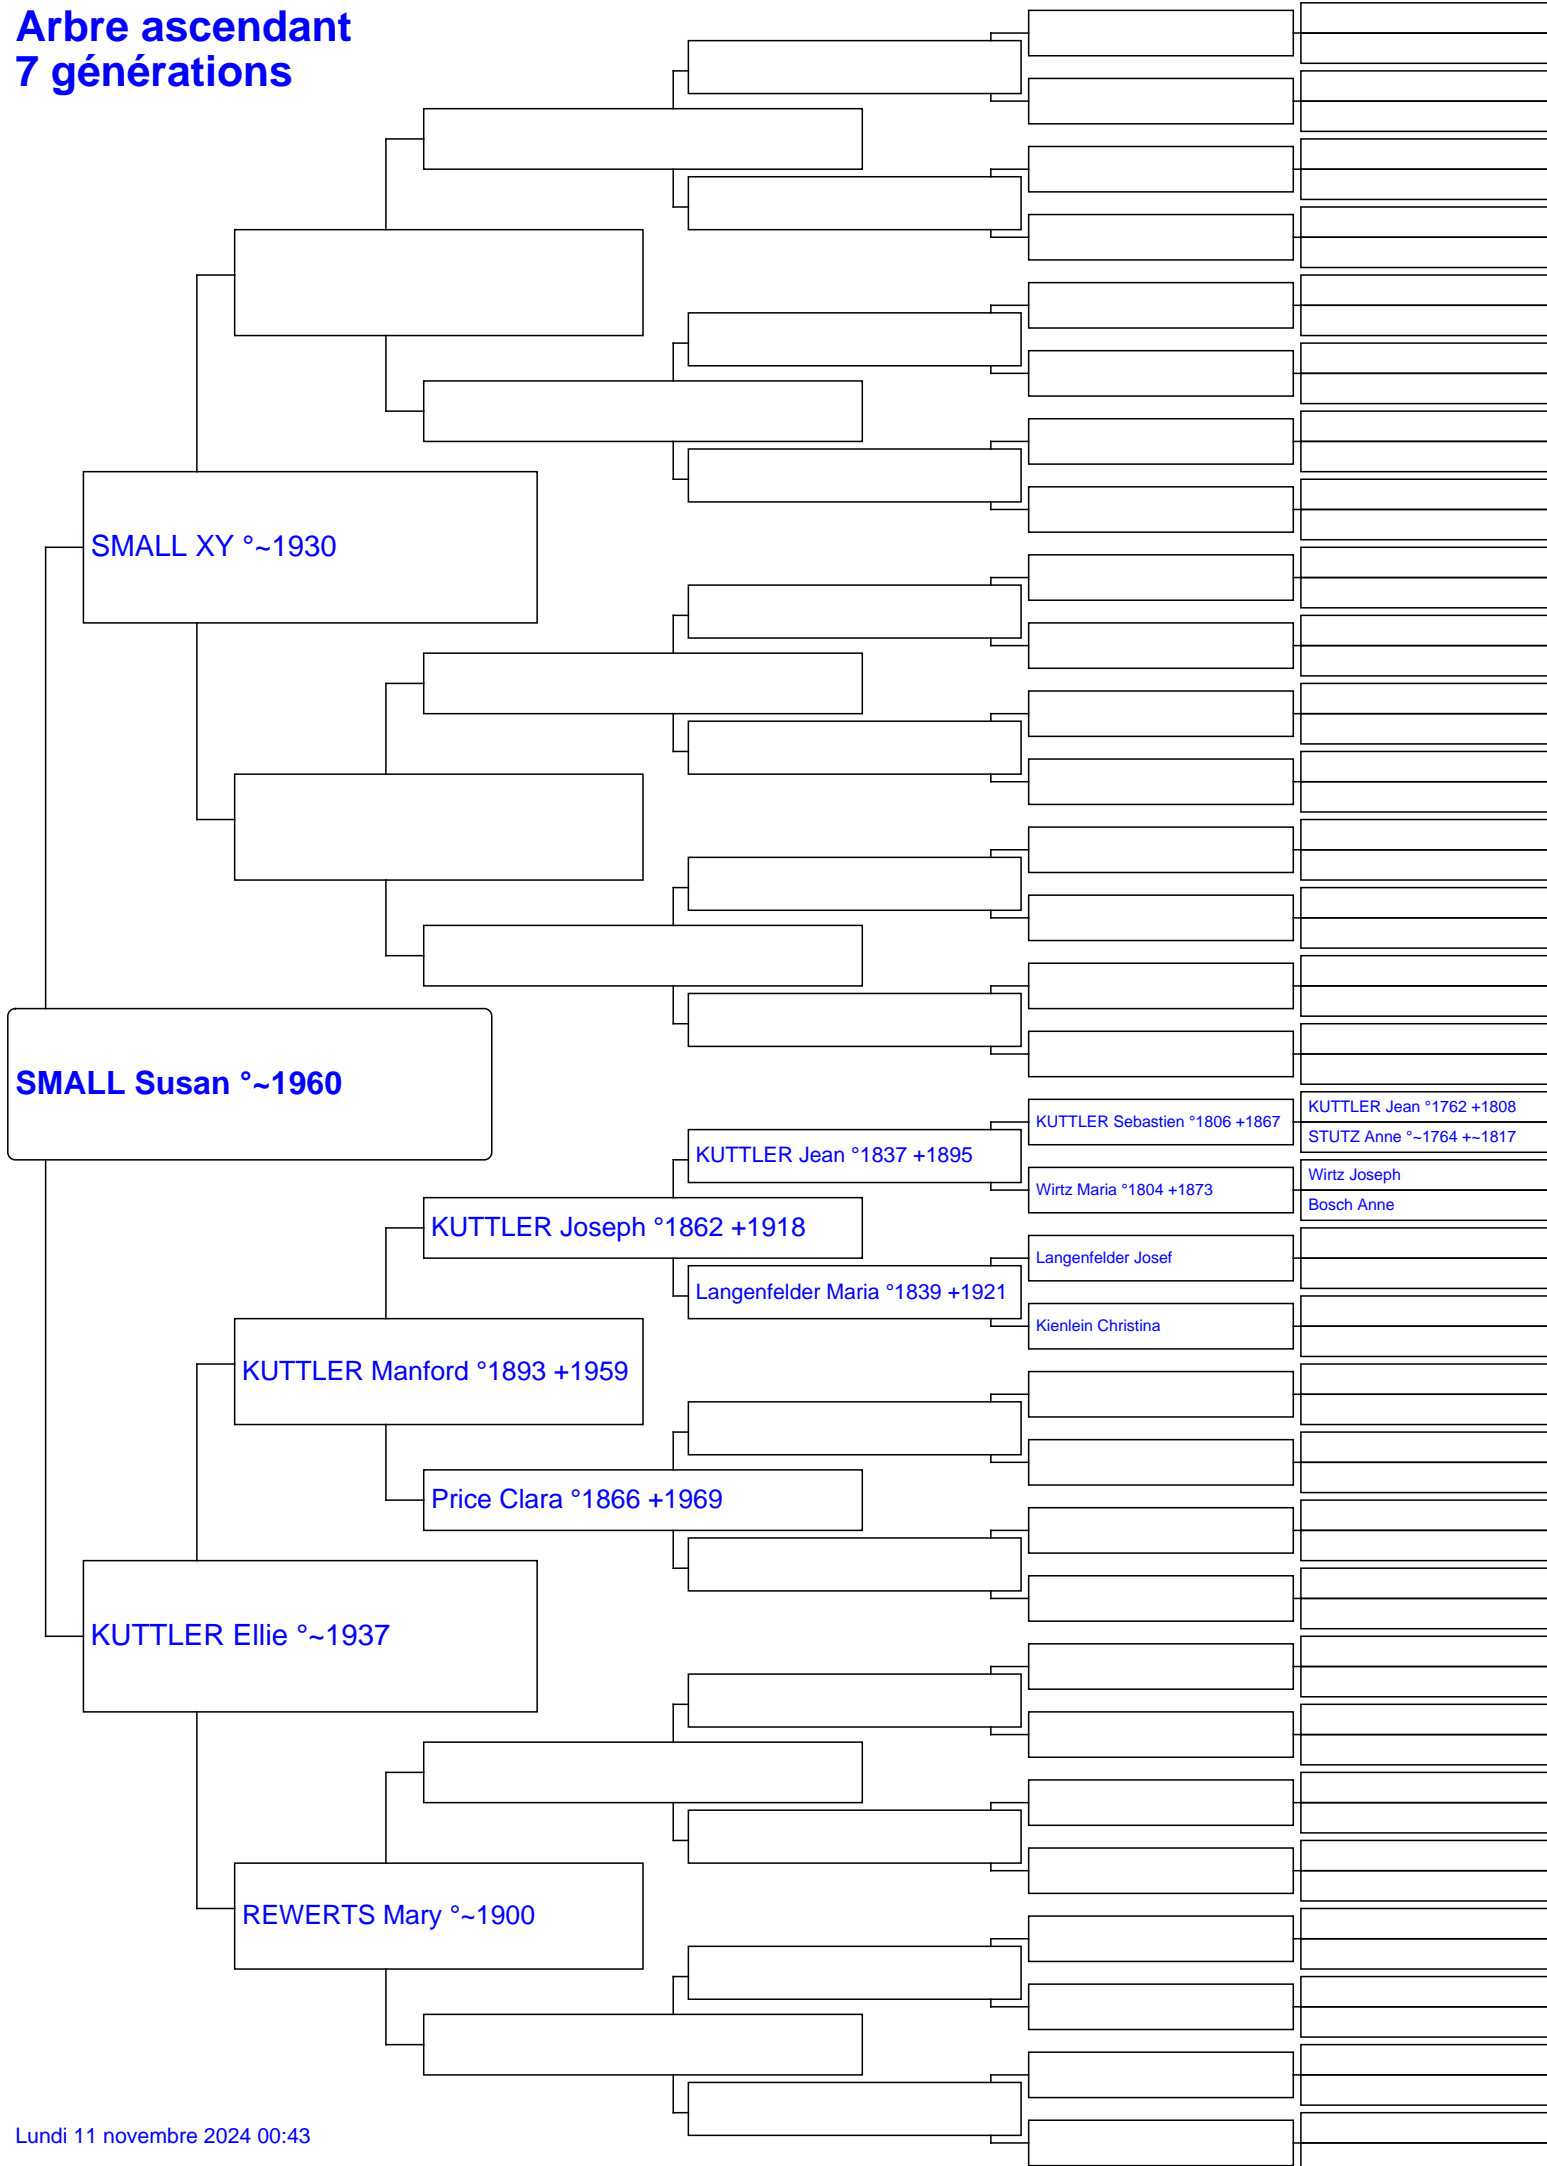 Arbre ascendant
7 générations
SMALL XY °~1930
SMALL Susan °~1960
KUTTLER Sebastien °1806 +1867
KUTTLER Jean °1762 +1808
STUTZ Anne °~1764 +~1817
KUTTLER Jean °1837 +1895
Wirtz Maria °1804 +1873
Wirtz Joseph
Bosch Anne
KUTTLER Joseph °1862 +1918
Langenfelder Josef
Langenfelder Maria °1839 +1921
Kienlein Christina
KUTTLER Manford °1893 +1959
Price Clara °1866 +1969
KUTTLER Ellie °~1937
REWERTS Mary °~1900
Lundi 11 novembre 2024 00:43